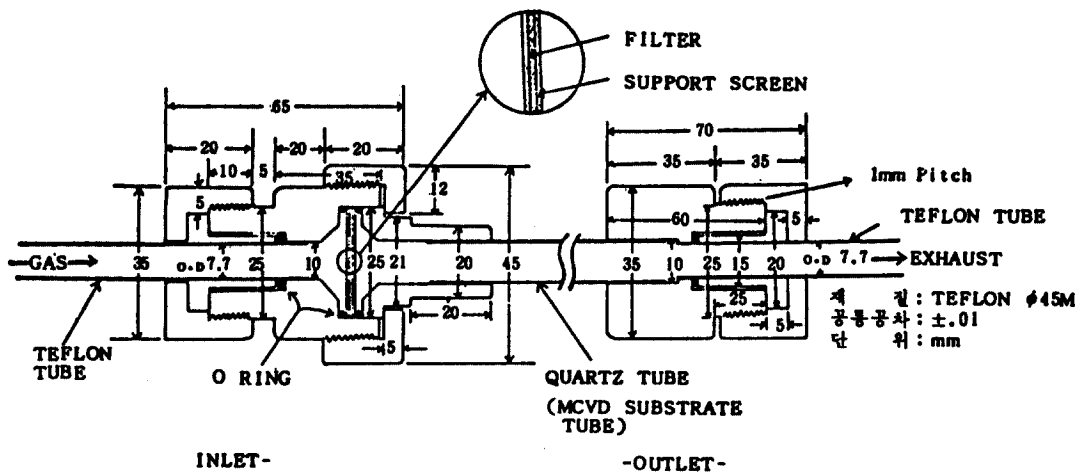 FILTER
SUPPORT SCREEN
65
70
20
20
20
35
35
10
5
35
12
1mm Pitch
5
60
5
TEFLON TUBE
GAS
35
O.D 7.7
25
10
25
21
20
45
35
10
25
15
20
O.D 7.7
EXHAUST
20
25
5
5
재 질 : TEFLON φ45M
공통공차 : ±.01
단 위 : mm
TEFLON
TUBE
O RING
QUARTZ TUBE
(MCVD SUBSTRATE
TUBE)
INLET-
-OUTLET-